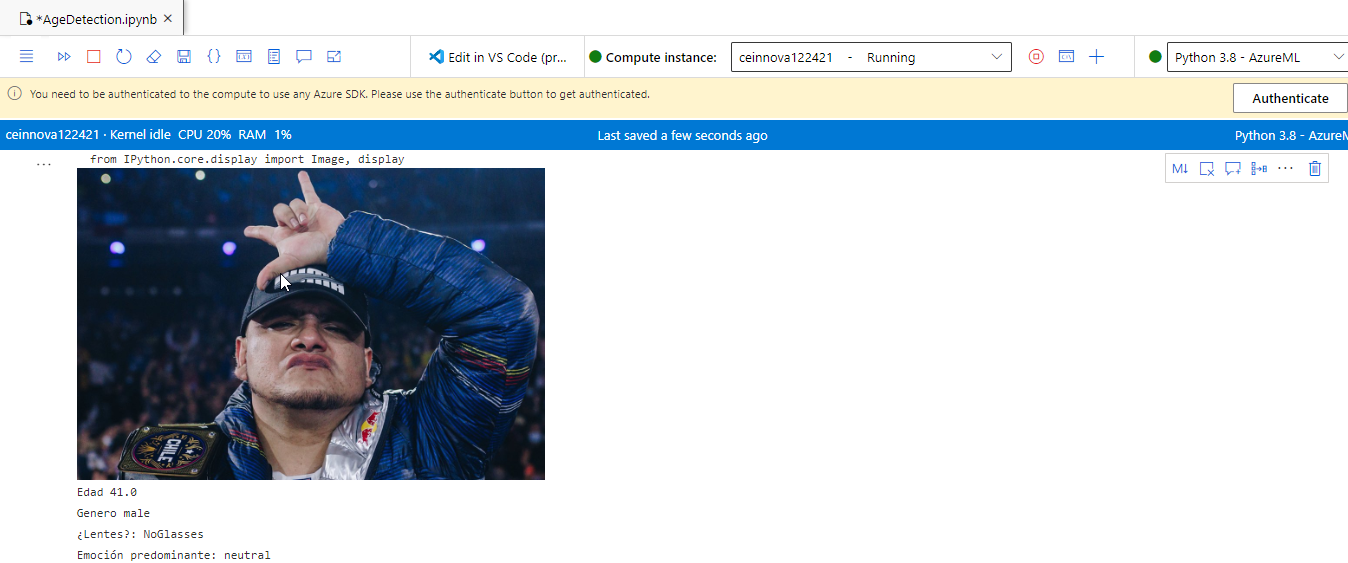 *AgeDetection.ipynb
Edit in VS Code (pr... Compute instance: ceinnova122421 - Running Python 3.8 - AzureML
You need to be authenticated to the compute to use any Azure SDK. Please use the authenticate button to get authenticated. Authenticate
ceinnova122421 · Kernel idle CPU 20% RAM 1% Last saved a few seconds ago Python 3.8 - AzureM
from IPython.core.display import Image, display
M↓
CHILE
Edad 41.0
Genero male
¿Lentes?: NoGlasses
Emoción predominante: neutral